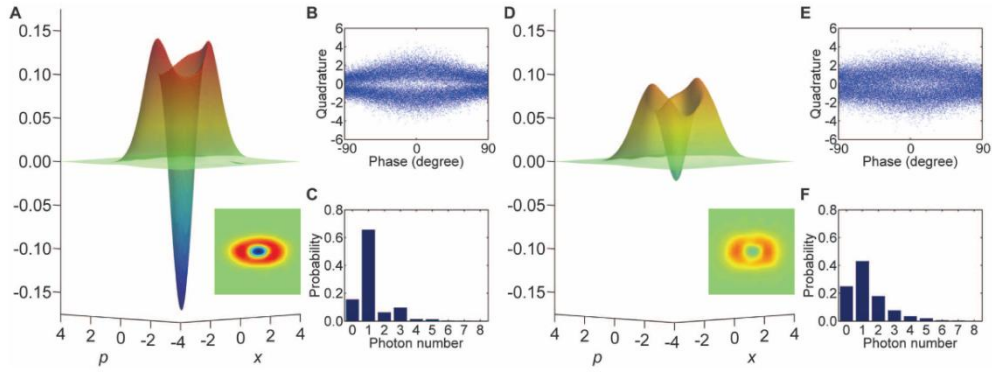 A
0.15
0.10
0.05
0.00
-0.05
-0.10
-0.15
4 2 0 -2 -4 -2 0 2 4
p x
B
Quadrature
6
4
2
0
-2
-4
-6
-90 0 90
Phase (degree)
C
Probability
0.8
0.6
0.4
0.2
0.0
0 1 2 3 4 5 6 7 8
Photon number
D
0.15
0.10
0.05
0.00
-0.05
-0.10
-0.15
4 2 0 -2 -4 -2 0 2 4
p x
E
Quadrature
6
4
2
0
-2
-4
-6
-90 0 90
Phase (degree)
F
Probability
0.8
0.6
0.4
0.2
0.0
0 1 2 3 4 5 6 7 8
Photon number